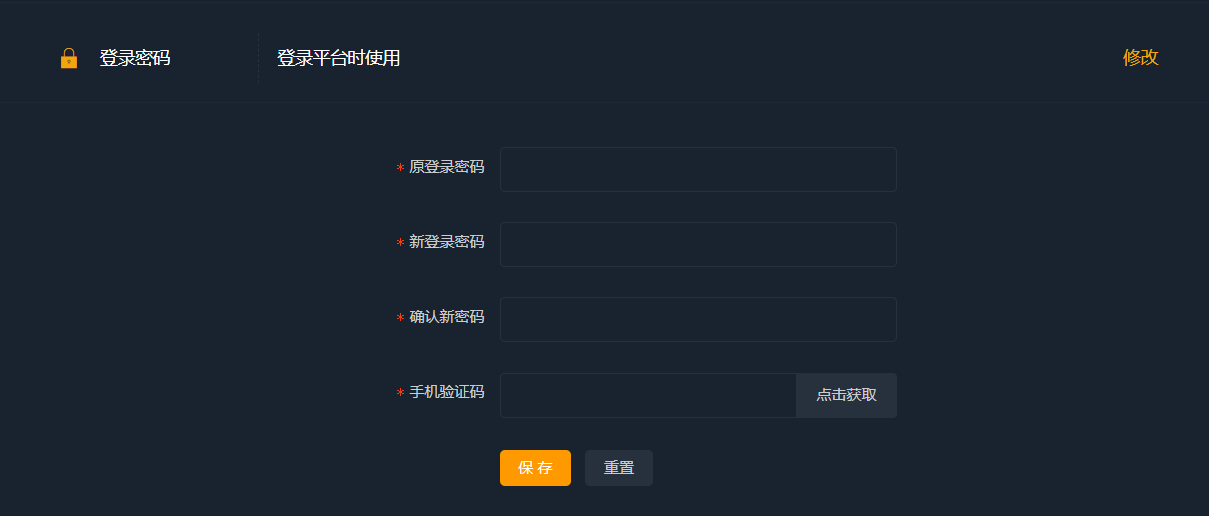 登录密码 登录平台时使用 修改
* 原登录密码
* 新登录密码
* 确认新密码
* 手机验证码 点击获取
保存 重置